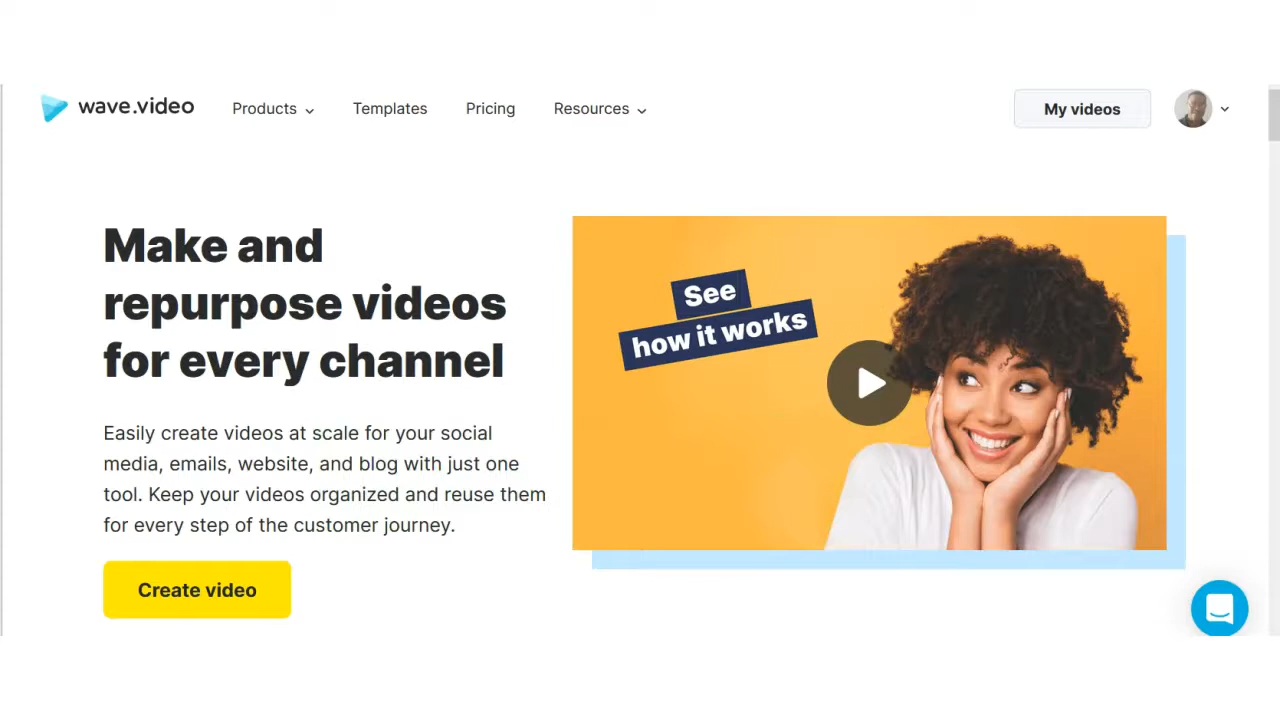 wave.video
Products
Templates
Pricing
Resources
My videos
Make and
repurpose videos
for every channel
Easily create videos at scale for your social
media, emails, website, and blog with just one
tool. Keep your videos organized and reuse them
for every step of the customer journey.
Create video
See
how it works